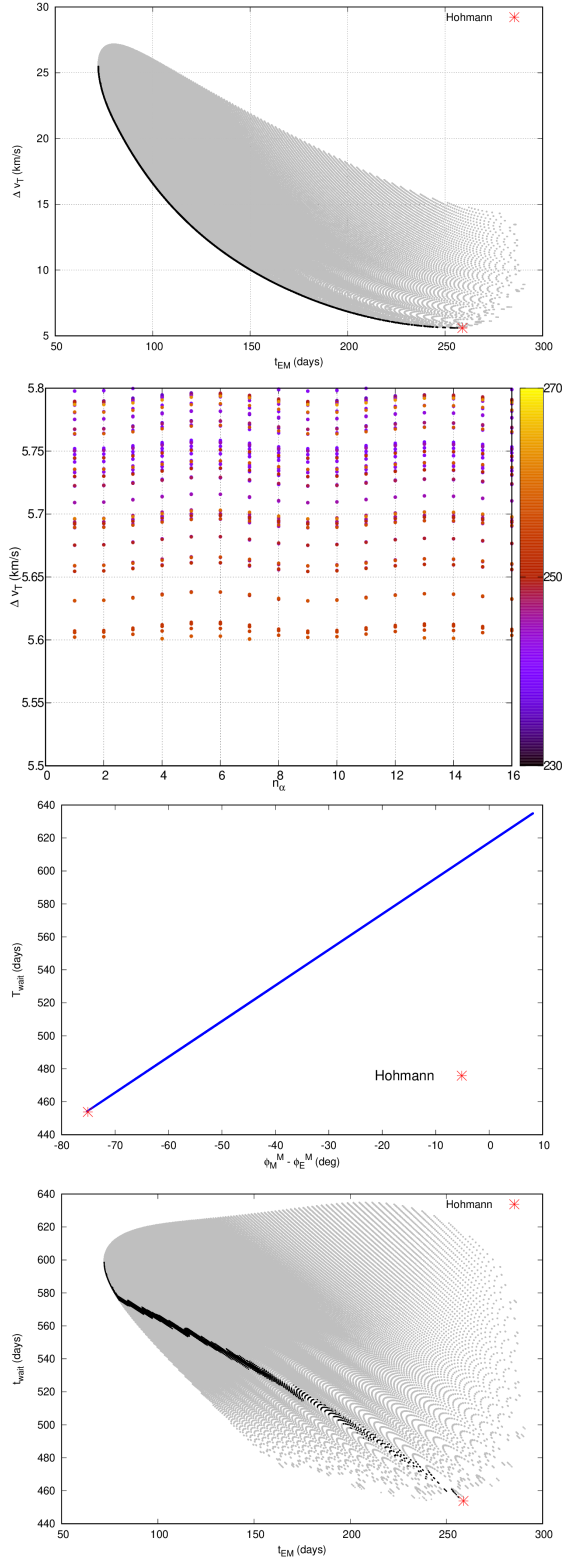 Hohmann
30
25
20
15
10
5
50 100 150 200 250 300
Δ v_T (km/s)
t_EM (days)
5.8
5.75
5.7
5.65
5.6
5.55
5.5
0 2 4 6 8 10 12 14 16
Δ v_T (km/s)
n_α
270
250
230
640
620
600
580
560
540
520
500
480
460
440
-80 -70 -60 -50 -40 -30 -20 -10 0 10
T_wait (days)
Hohmann
ϕ_M^M - ϕ_E^M (deg)
Hohmann
640
620
600
580
560
540
520
500
480
460
440
50 100 150 200 250 300
t_wait (days)
t_EM (days)